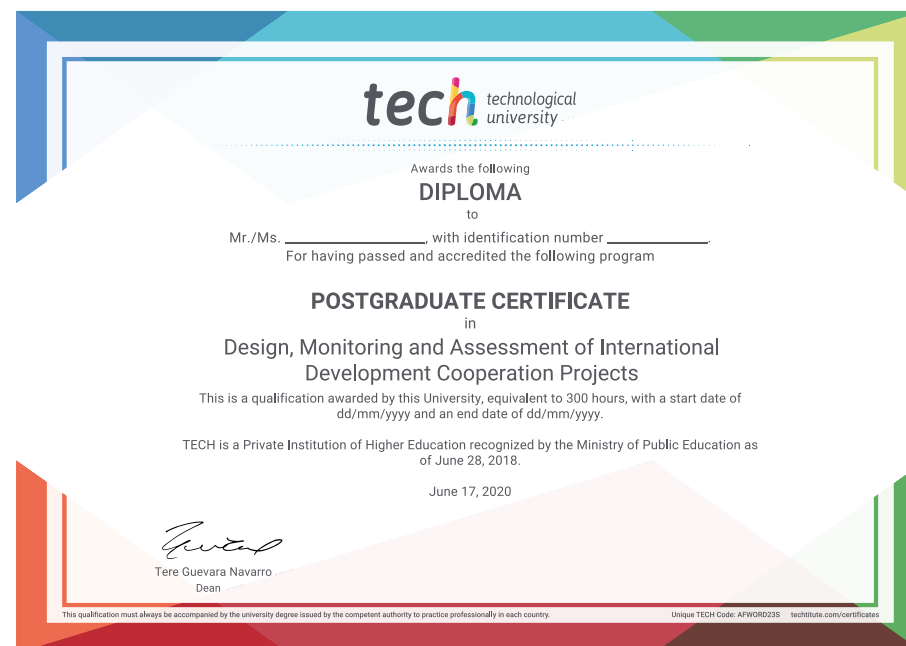 tech technological
university
Awards the following
DIPLOMA
to
Mr./Ms. ____________________, with identification number ______________.
For having passed and accredited the following program
POSTGRADUATE CERTIFICATE
in
Design, Monitoring and Assessment of International
Development Cooperation Projects
This is a qualification awarded by this University, equivalent to 300 hours, with a start date of
dd/mm/yyyy and an end date of dd/mm/yyyy.
TECH is a Private Institution of Higher Education recognized by the Ministry of Public Education as
of June 28, 2018.
June 17, 2020
Tere Guevara Navarro
Dean
This qualification must always be accompanied by the university degree issued by the competent authority to practice professionally in each country. Unique TECH Code: AFWORD23S techtitute.com/certificates